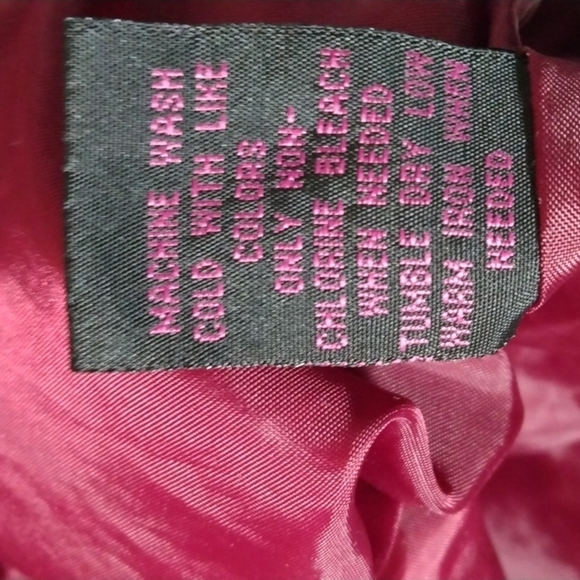 MACHINE WASH
COLD WITH LIKE
COLORS
ONLY NON-
CHLORINE BLEACH
WHEN NEEDED
TUMBLE DRY LOW
WARM IRON WHEN
NEEDED